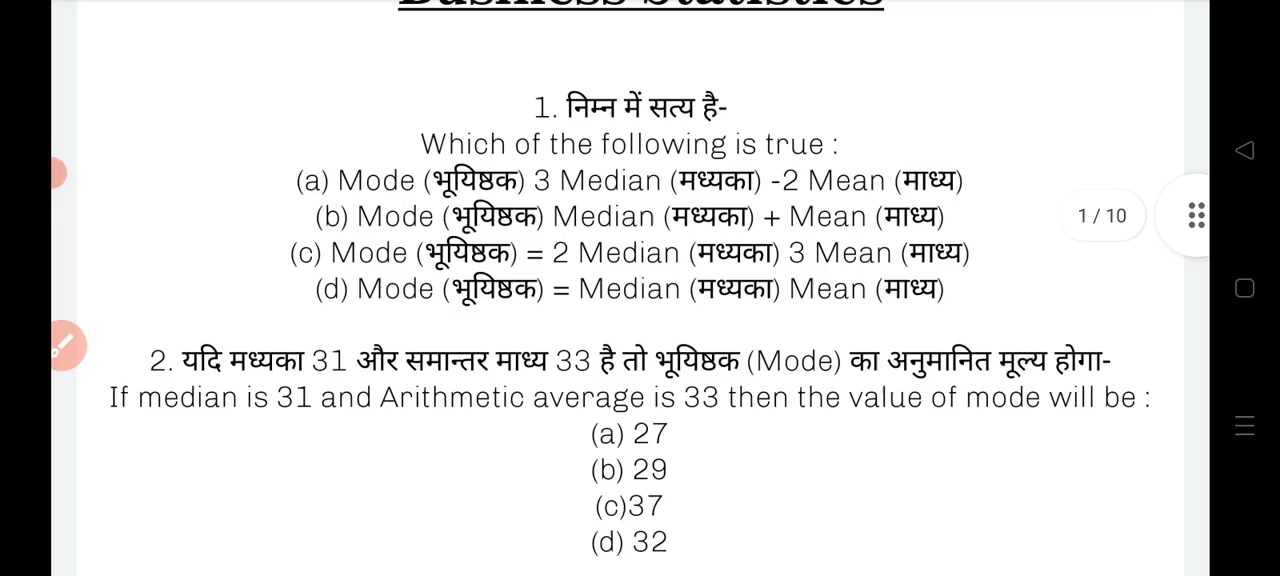 Business Statistics
1. निम्न में सत्य है-
Which of the following is true :
(a) Mode (भूयिष्ठक) 3 Median (मध्यका) -2 Mean (माध्य)
(b) Mode (भूयिष्ठक) Median (मध्यका) + Mean (माध्य)
1 / 10
(c) Mode (भूयिष्ठक) = 2 Median (मध्यका) 3 Mean (माध्य)
(d) Mode (भूयिष्ठक) = Median (मध्यका) Mean (माध्य)
2. यदि मध्यका 31 और समान्तर माध्य 33 है तो भूयिष्ठक (Mode) का अनुमानित मूल्य होगा-
If median is 31 and Arithmetic average is 33 then the value of mode will be :
(a) 27
(b) 29
(c)37
(d) 32